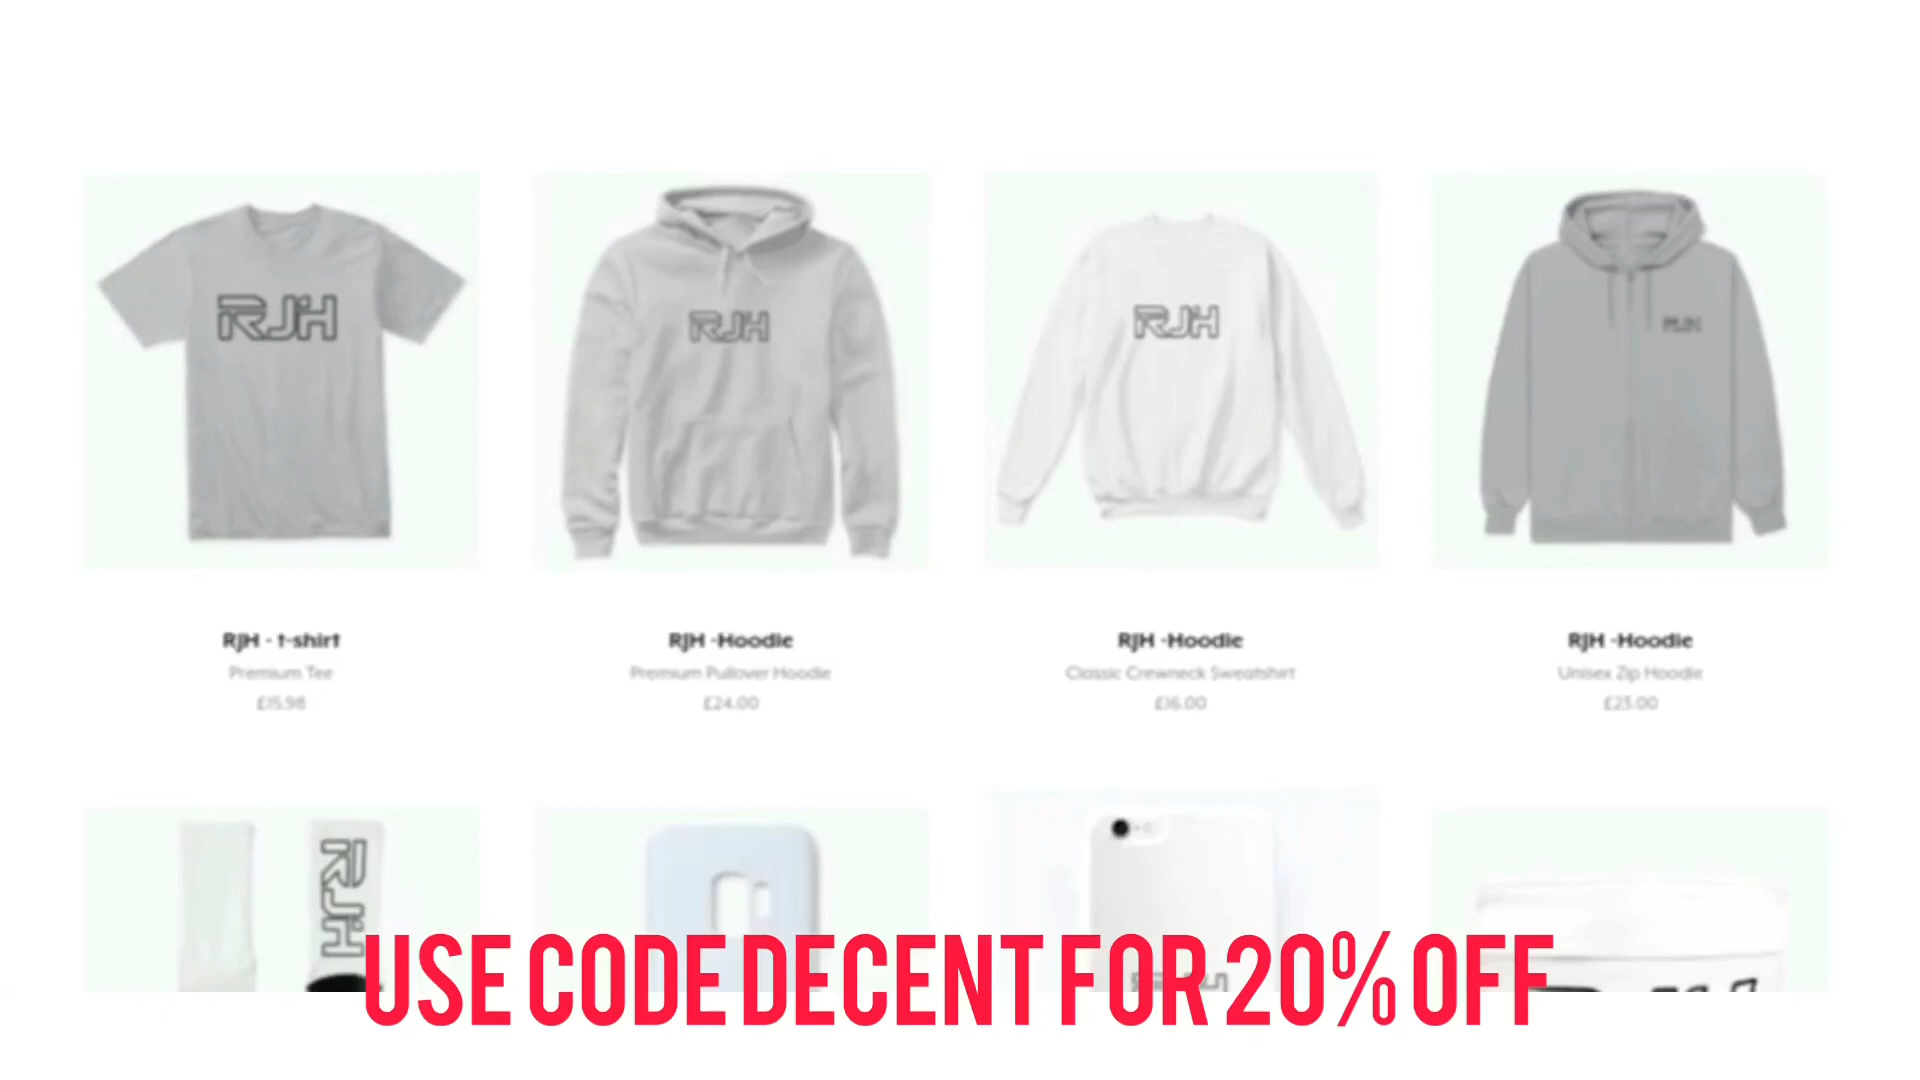 RJH
RJH
RJH
RJH
RJH - t-shirt
Premium Tee
£15.98
RJH -Hoodie
Premium Pullover Hoodie
£24.00
RJH -Hoodie
Classic Crewneck Sweatshirt
£16.00
RJH -Hoodie
Unisex Zip Hoodie
£23.00
RJH
USE CODE DECENT FOR 20% OFF